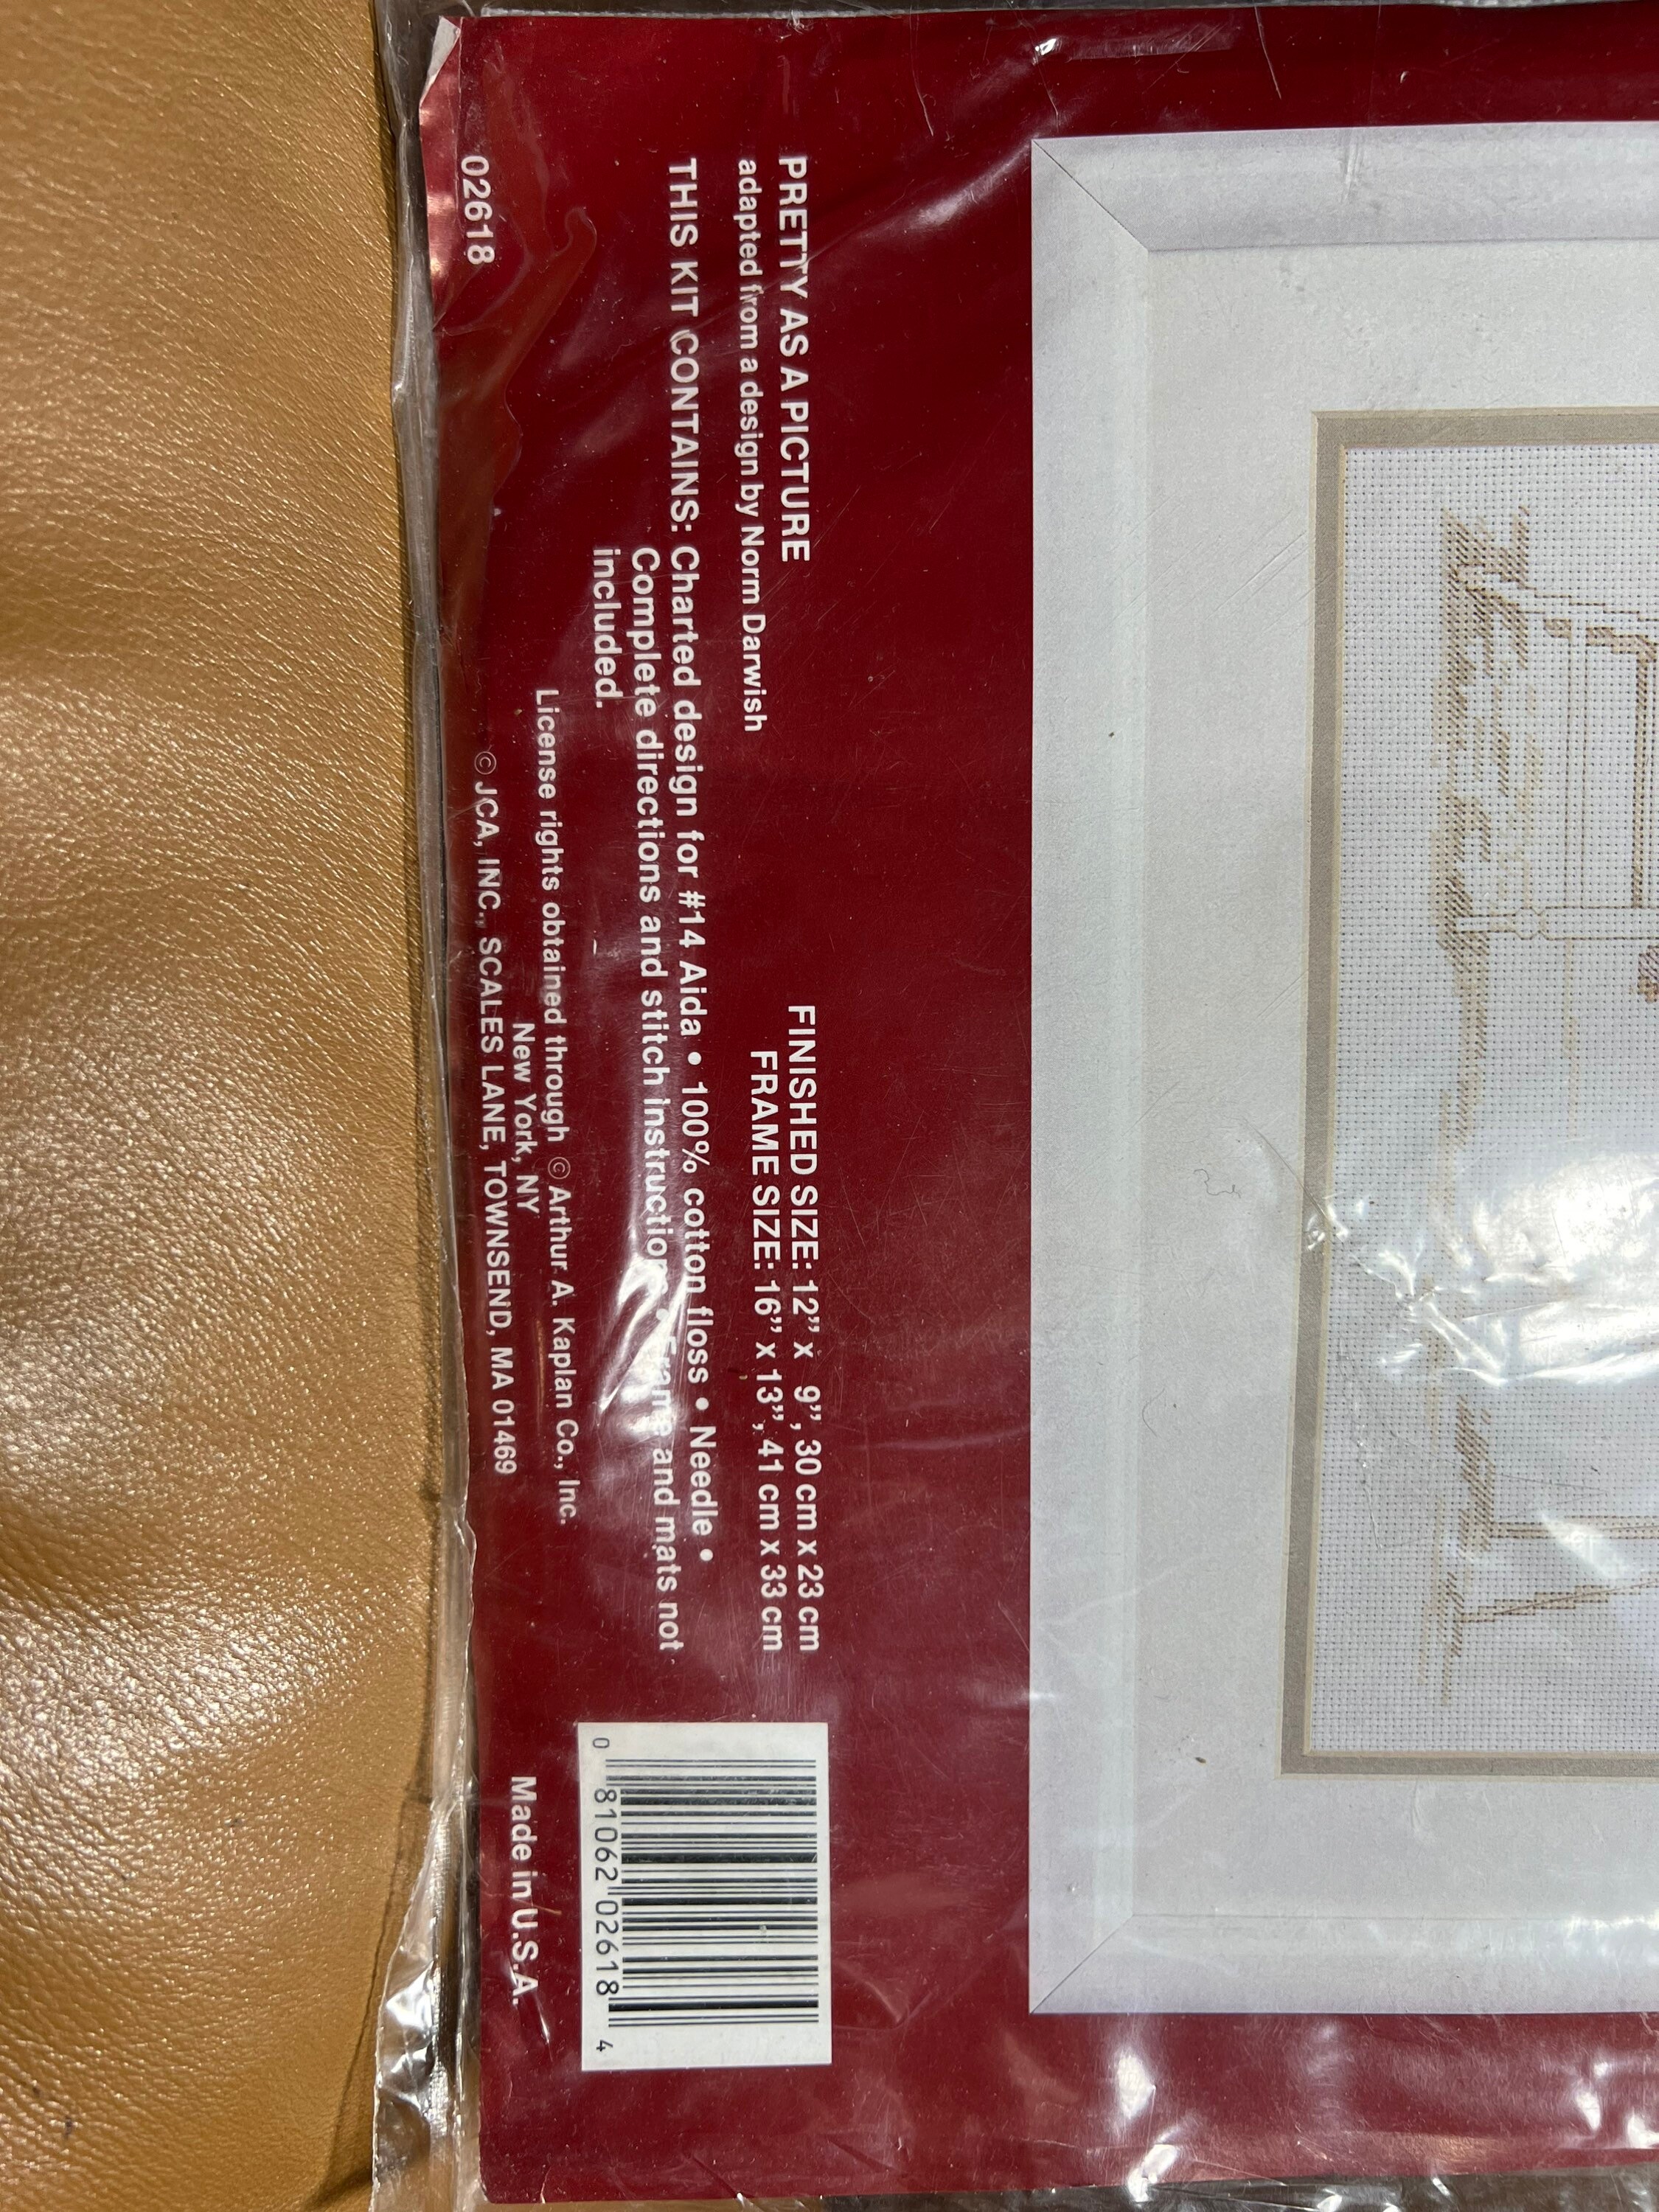 PRETTY AS A PICTURE
adapted from a design by Norm Darwish
FINISHED SIZE: 12" x 9", 30 cm x 23 cm
FRAME SIZE: 16" x 13", 41 cm x 33 cm
THIS KIT CONTAINS: Charted design for #14 Aida • 100% cotton floss • Needle •
Complete directions and stitch instructions • Frame and mats not
included.
License rights obtained through © Arthur A. Kaplan Co., Inc.
New York, NY
02618
© JCA, INC., SCALES LANE, TOWNSEND, MA 01469
Made in U.S.A.
0 81062 02618 4